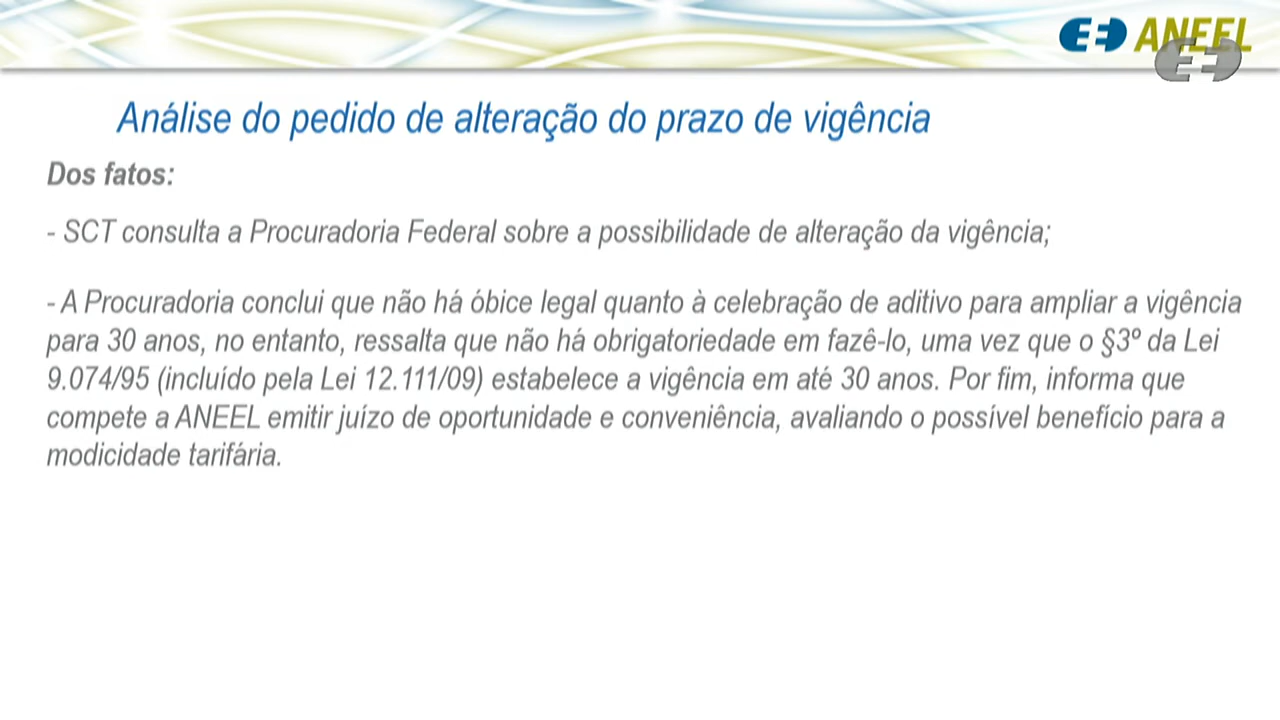 ANEEL
Análise do pedido de alteração do prazo de vigência
Dos fatos:
- SCT consulta a Procuradoria Federal sobre a possibilidade de alteração da vigência;
- A Procuradoria conclui que não há óbice legal quanto à celebração de aditivo para ampliar a vigência
para 30 anos, no entanto, ressalta que não há obrigatoriedade em fazê-lo, uma vez que o §3º da Lei
9.074/95 (incluído pela Lei 12.111/09) estabelece a vigência em até 30 anos. Por fim, informa que
compete a ANEEL emitir juízo de oportunidade e conveniência, avaliando o possível benefício para a
modicidade tarifária.